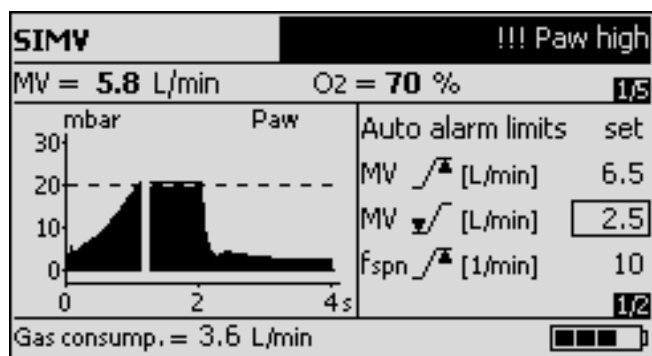 SIMV !!! Paw high
MV = 5.8 L/min O2 = 70 % 1/5
mbar Paw
30
20
10
0
0 2 4 s
Auto alarm limits set
MV [L/min] 6.5
MV [L/min] 2.5
fspn [1/min] 10
1/2
Gas consump. = 3.6 L/min